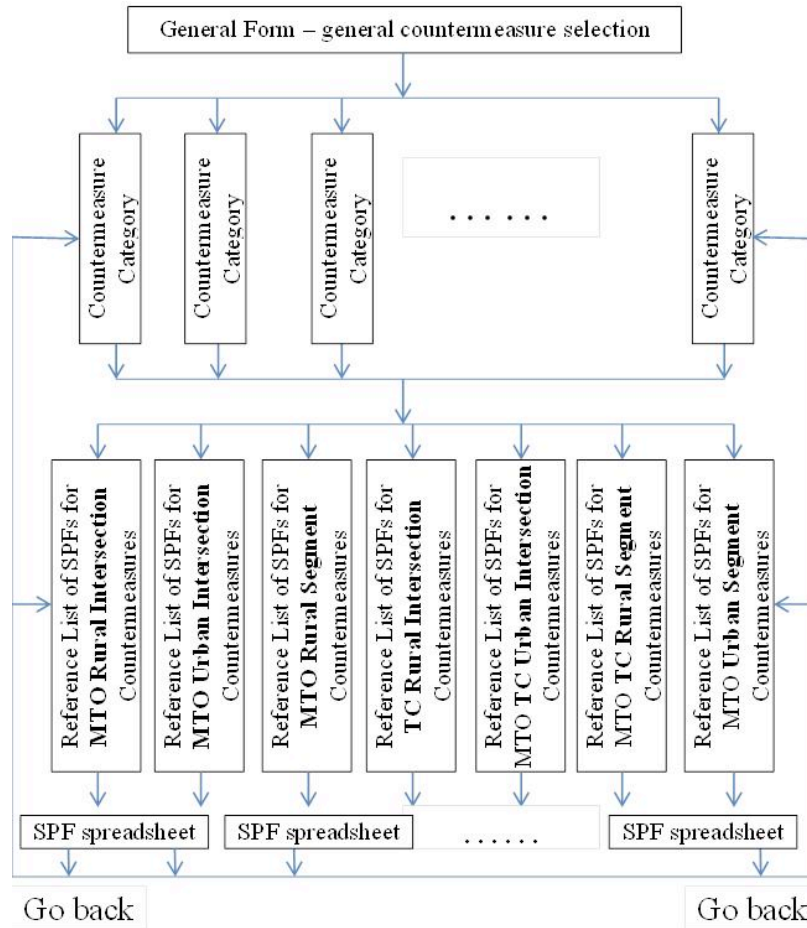 General Form – general countermeasure selection
Countermeasure
Category
Countermeasure
Category
Countermeasure
Category
. . . . . .
Countermeasure
Category
Reference List of SPFs for
MTO Rural Intersection
Countermeasures
Reference List of SPFs for
MTO Urban Intersection
Countermeasures
Reference List of SPFs for
MTO Rural Segment
Countermeasures
Reference List of SPFs for
TC Rural Intersection
Countermeasures
Reference List of SPFs for
MTO TC Urban Intersection
Countermeasures
Reference List of SPFs for
MTO TC Rural Segment
Countermeasures
Reference List of SPFs for
MTO Urban Segment
Countermeasures
SPF spreadsheet
SPF spreadsheet
. . . . . .
SPF spreadsheet
Go back
Go back